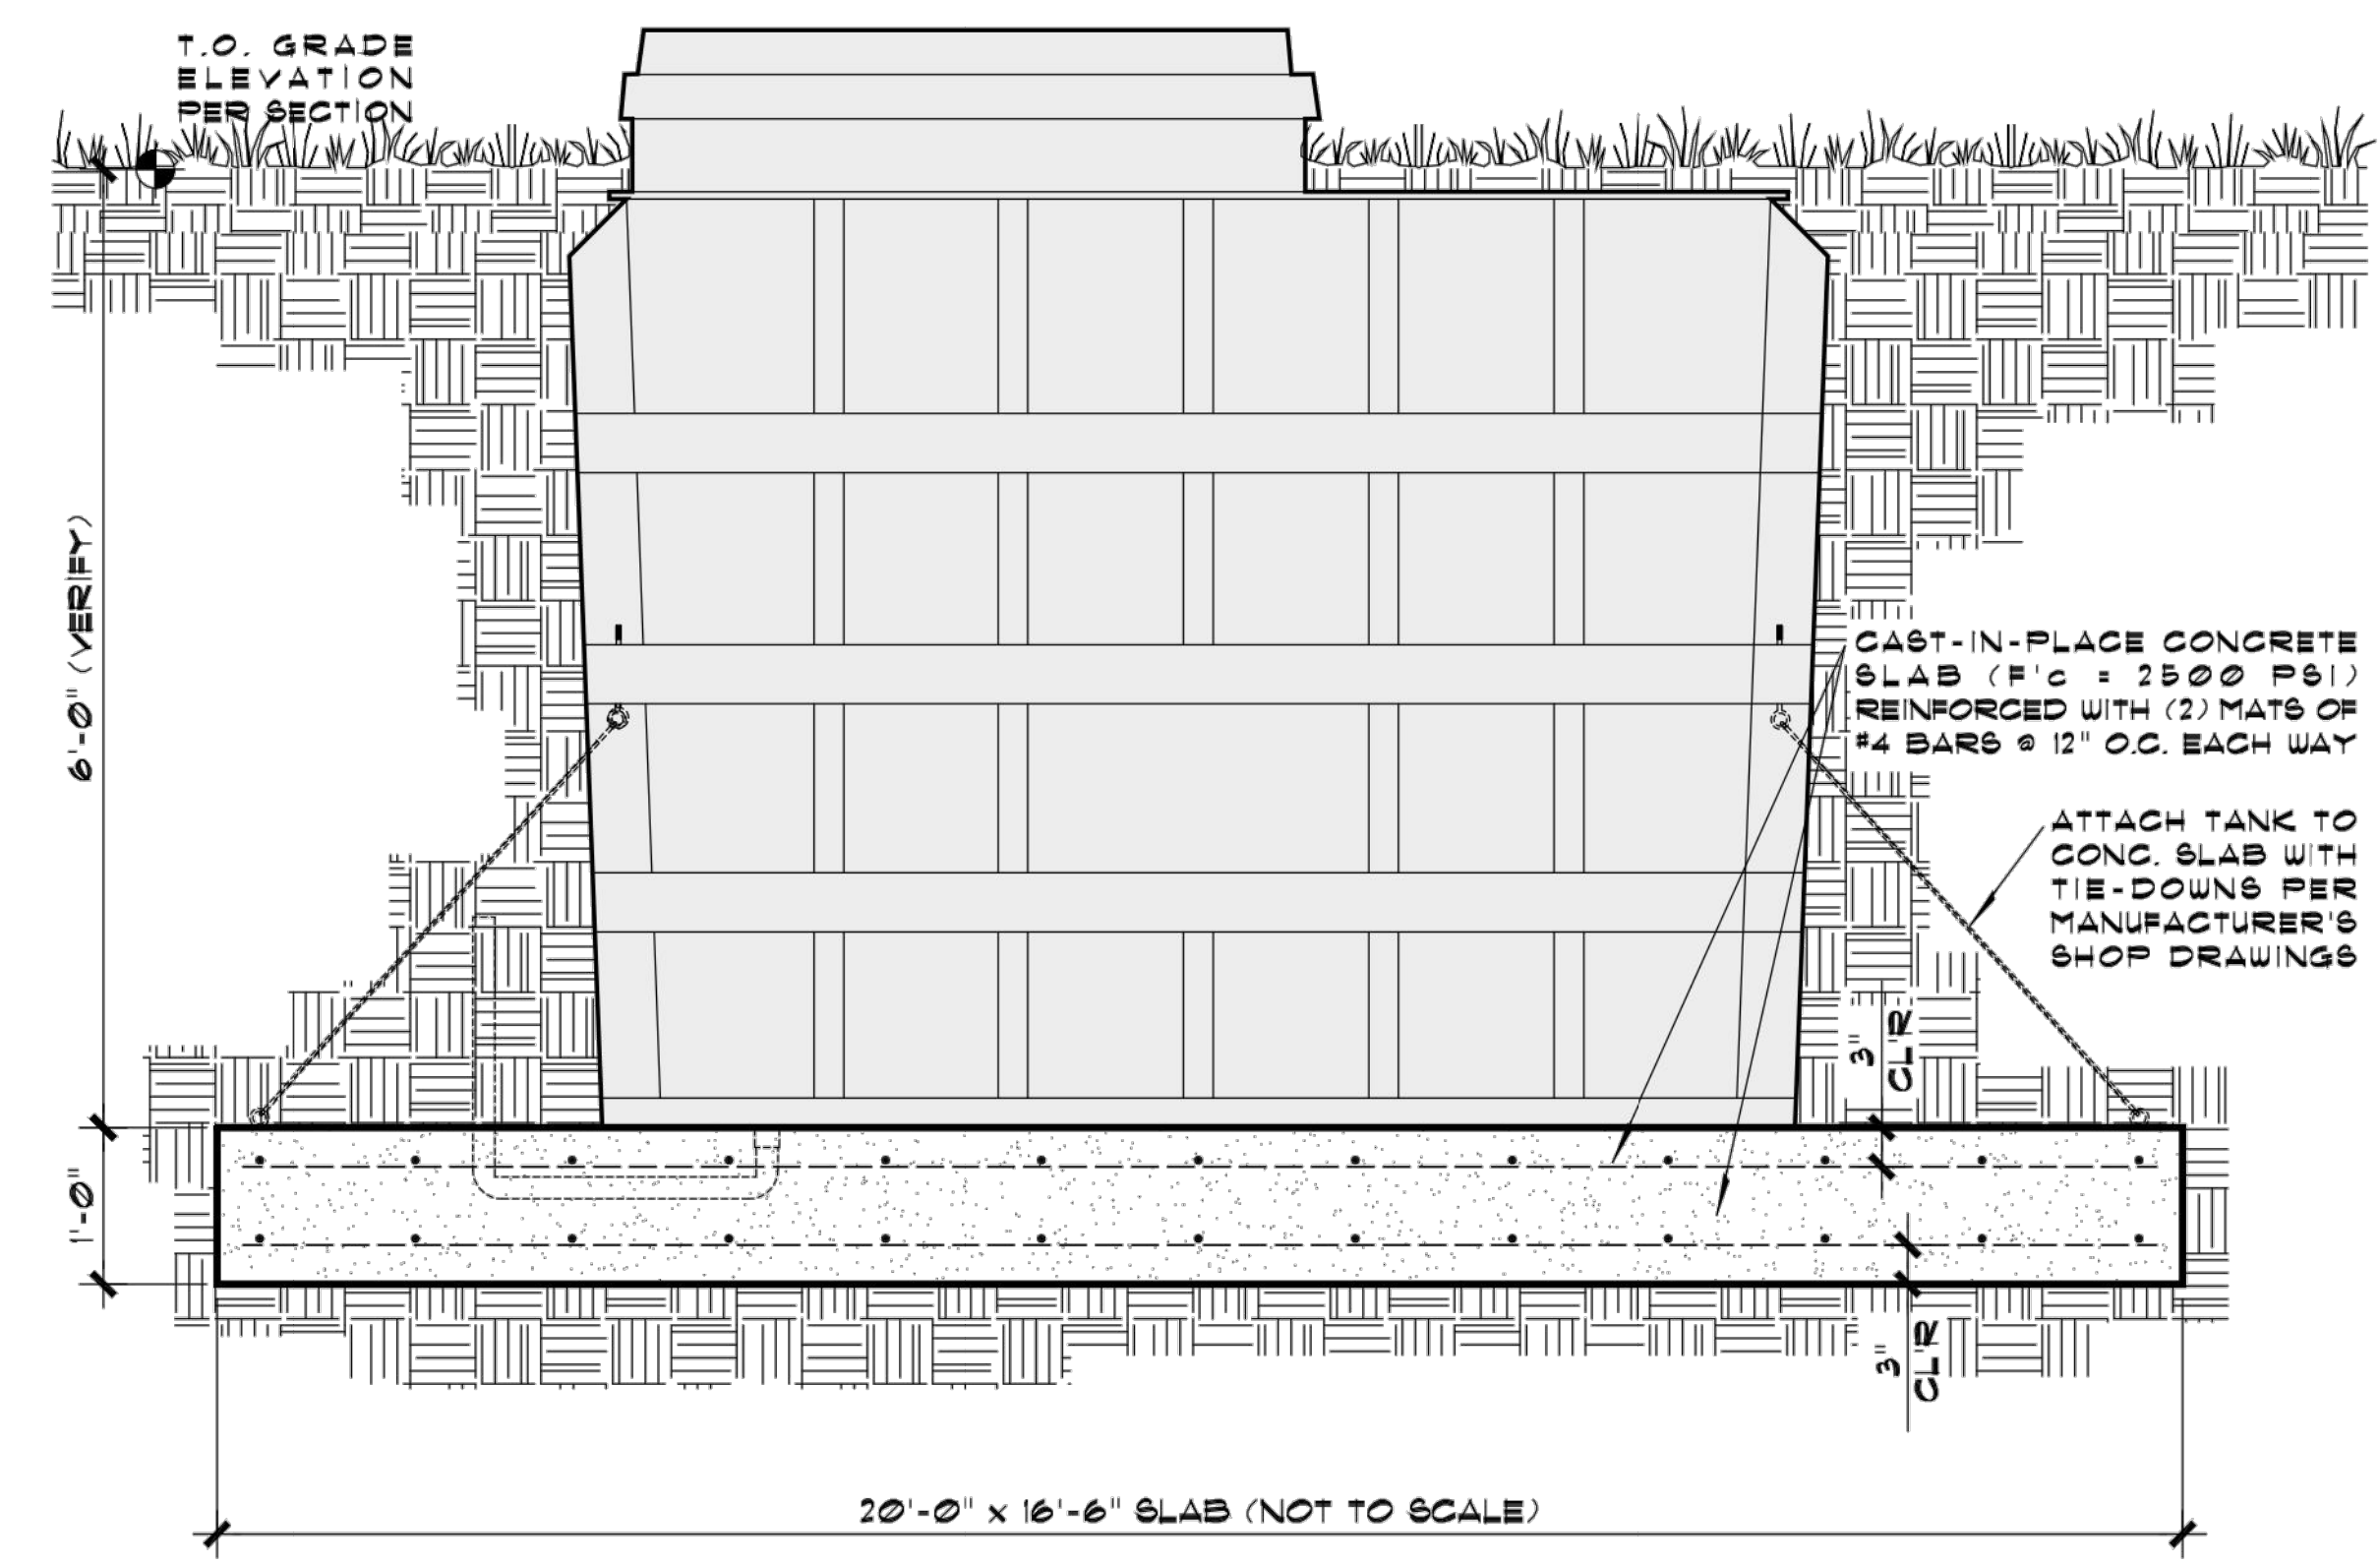 T.O. GRADE
ELEVATION
PER SECTION
6'-0" (VERIFY)
CAST-IN-PLACE CONCRETE
SLAB (F'c = 2500 PSI)
REINFORCED WITH (2) MATS OF
#4 BARS @ 12" O.C. EACH WAY
ATTACH TANK TO
CONC. SLAB WITH
TIE-DOWNS PER
MANUFACTURER'S
SHOP DRAWINGS
3"
CL'R
1'-0"
3"
CL'R
20'-0" x 16'-6" SLAB (NOT TO SCALE)